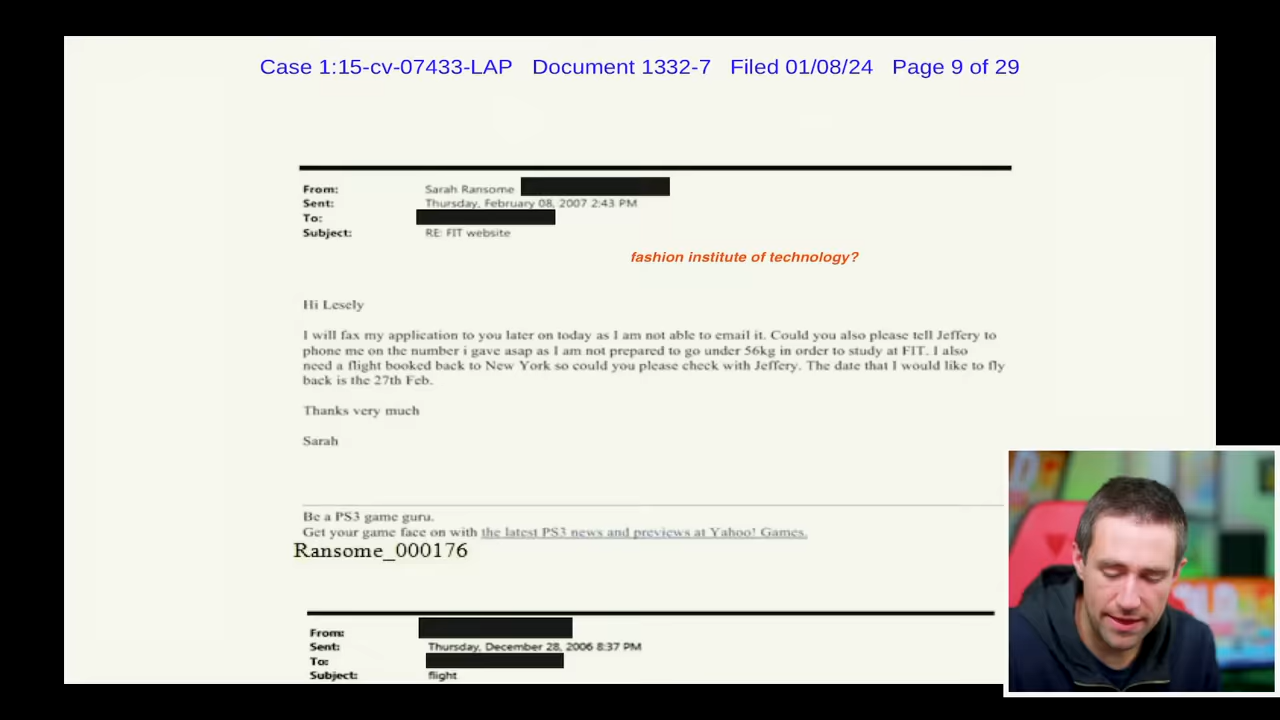 Case 1:15-cv-07433-LAP Document 1332-7 Filed 01/08/24 Page 9 of 29
From: Sarah Ransome
Sent: Thursday, February 08, 2007 2:43 PM
To:
Subject: RE: FIT website
fashion institute of technology?
Hi Lesely
I will fax my application to you later on today as I am not able to email it. Could you also please tell Jeffery to
phone me on the number i gave asap as I am not prepared to go under 56kg in order to study at FIT. I also
need a flight booked back to New York so could you please check with Jeffery. The date that I would like to fly
back is the 27th Feb.
Thanks very much
Sarah
Be a PS3 game guru.
Get your game face on with the latest PS3 news and previews at Yahoo! Games.
Ransome_000176
From:
Sent: Thursday, December 28, 2006 8:37 PM
To:
Subject: flight